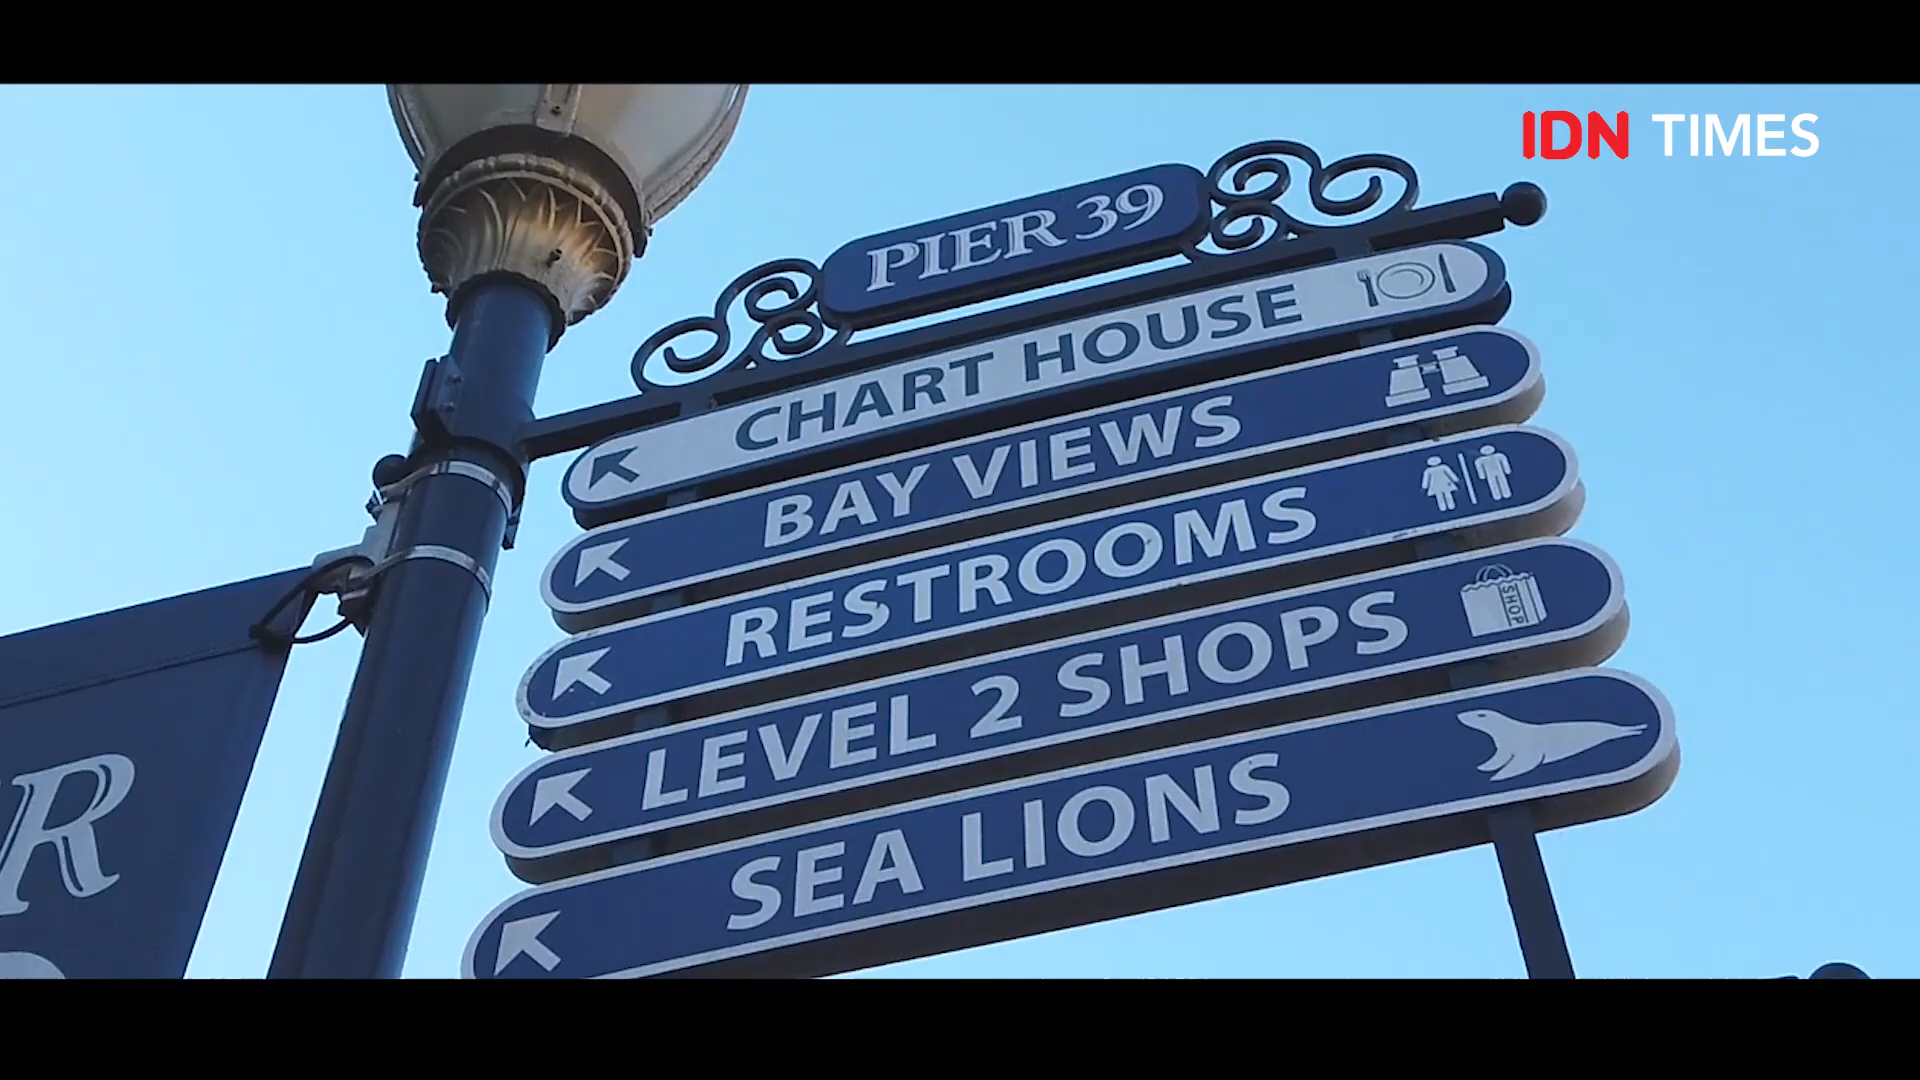 IDN TIMES
PIER 39
CHART HOUSE
BAY VIEWS
RESTROOMS
LEVEL 2 SHOPS
SHOP
SEA LIONS
R